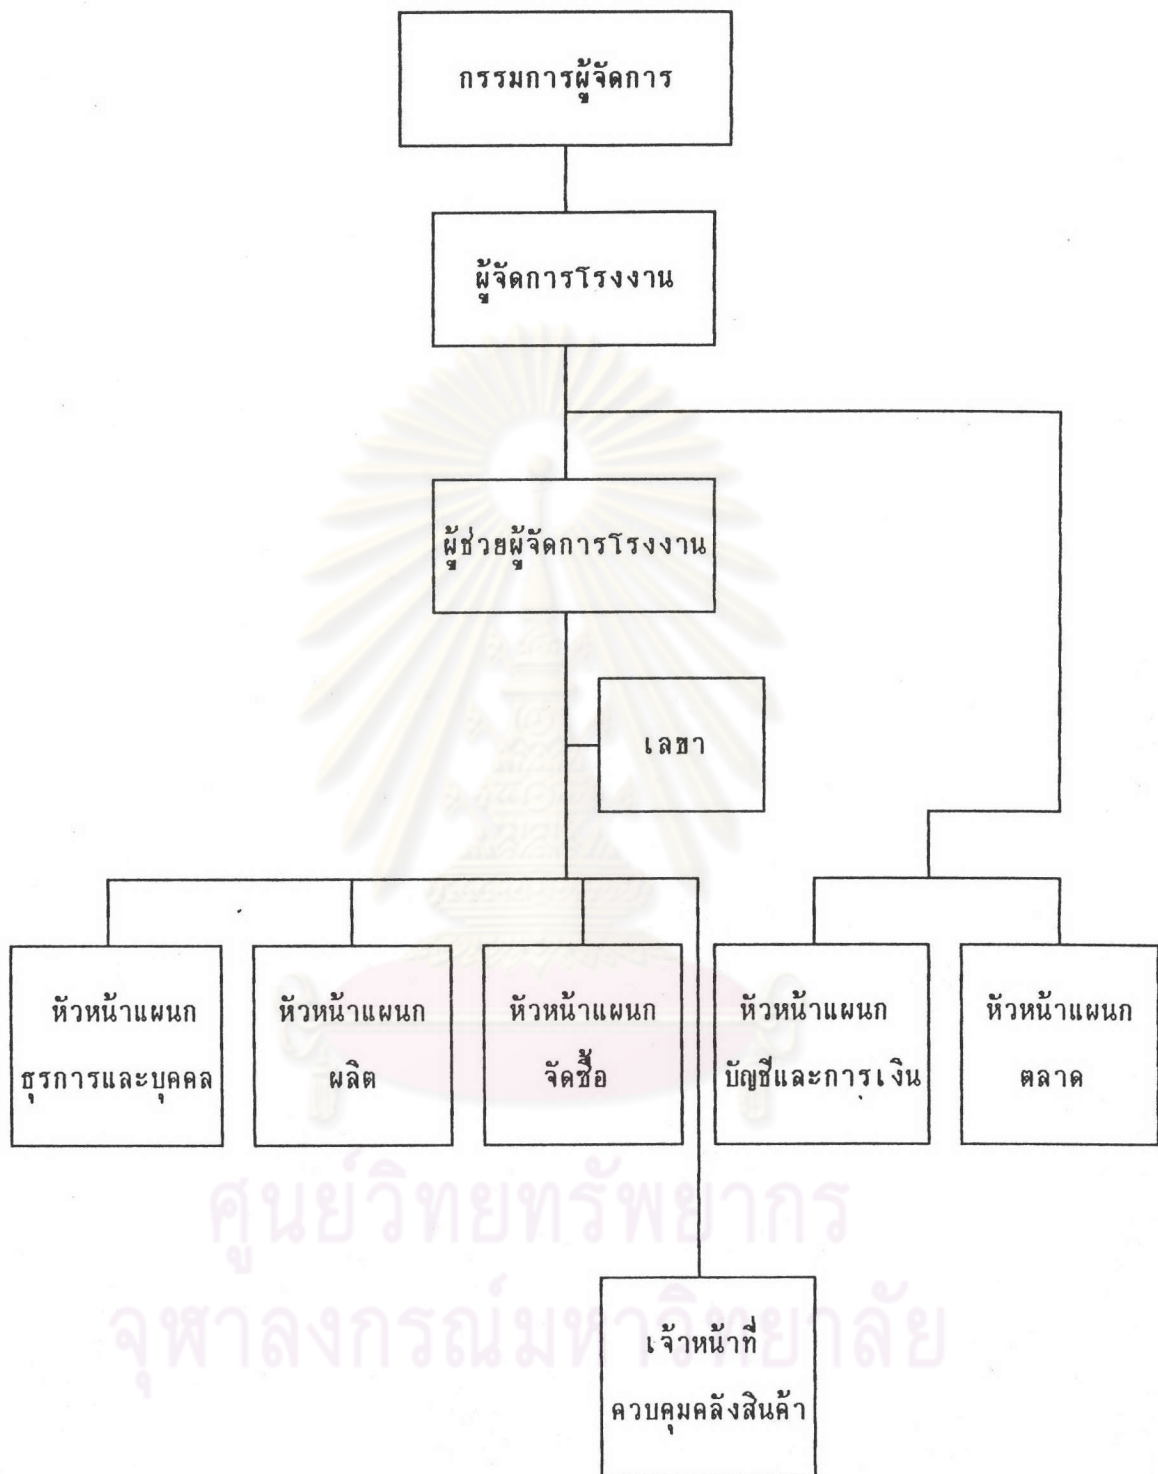 กรรมการผู้จัดการ
ผู้จัดการโรงงาน
ผู้ช่วยผู้จัดการโรงงาน
เลขา
หัวหน้าแผนก
ธุรการและบุคคล
หัวหน้าแผนก
ผลิต
หัวหน้าแผนก
จัดซื้อ
หัวหน้าแผนก
บัญชีและการเงิน
หัวหน้าแผนก
ตลาด
ศูนย์วิทยทรัพยากร
จุฬาลงกรณ์มหาวิทยาลัย
เจ้าหน้าที่
ควบคุมคลังสินค้า